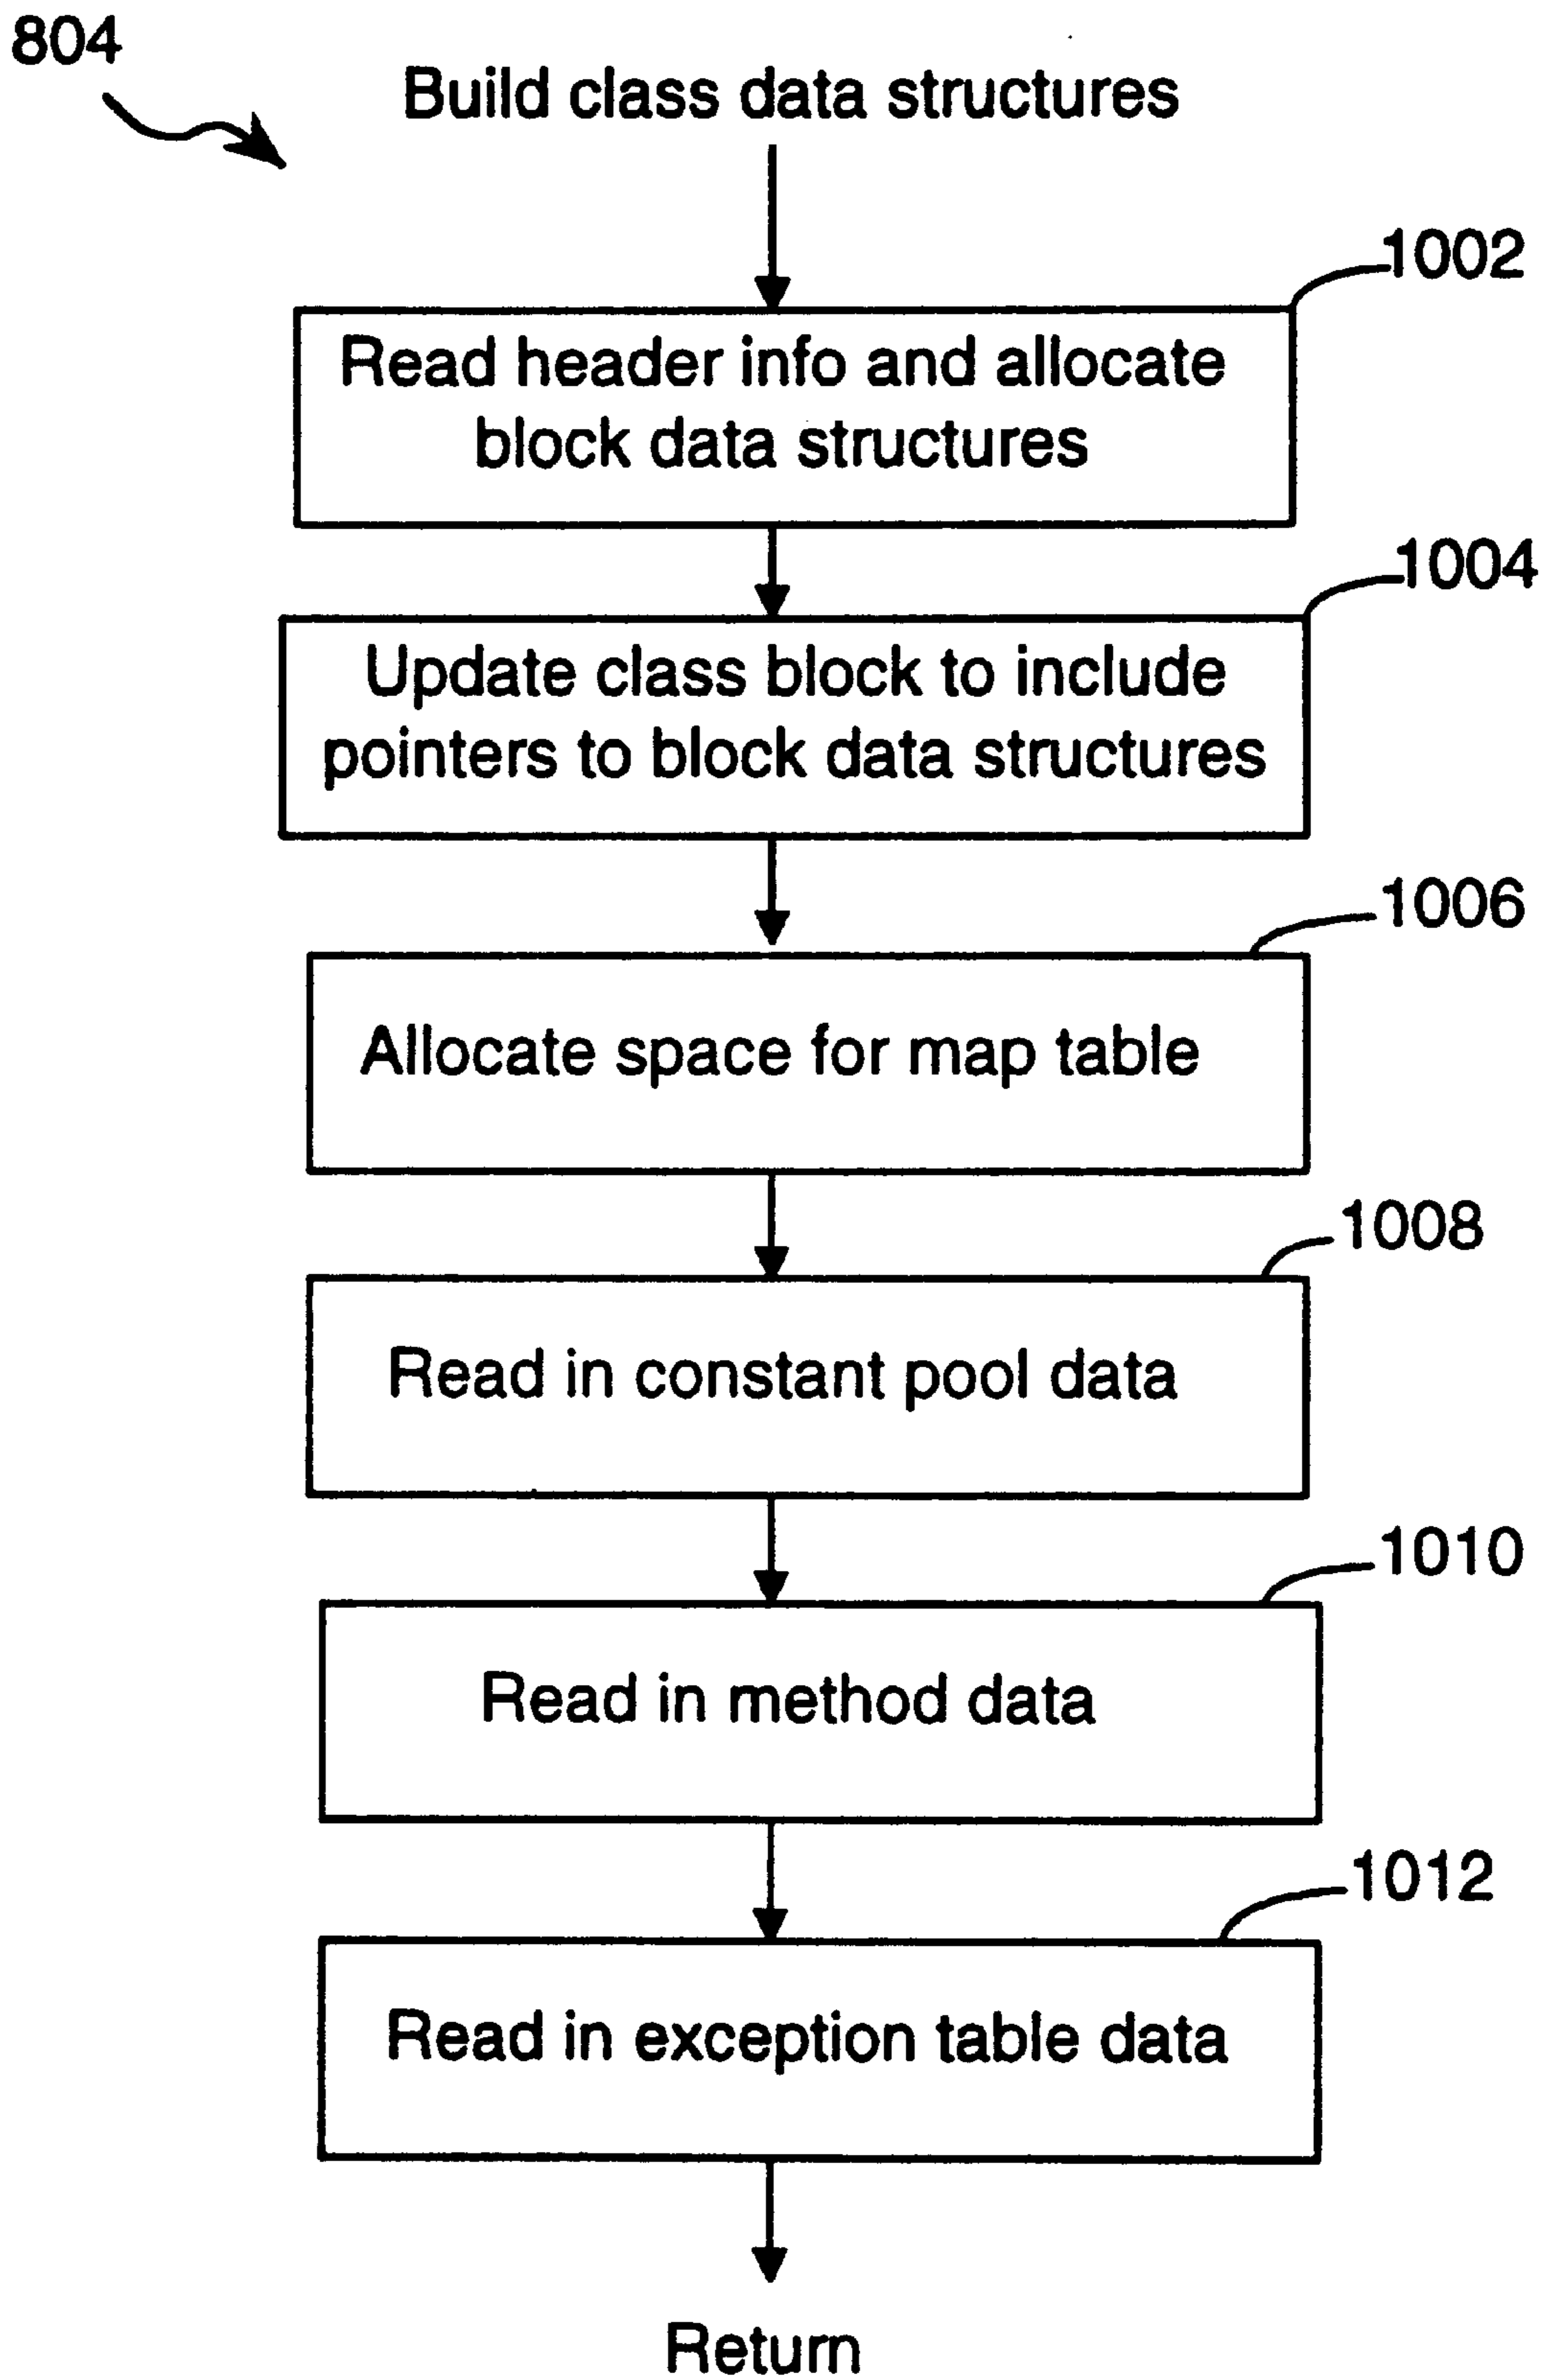 804
Build class data structures
1002
Read header info and allocate
block data structures
1004
Update class block to include
pointers to block data structures
1006
Allocate space for map table
1008
Read in constant pool data
1010
Read in method data
1012
Read in exception table data
Return